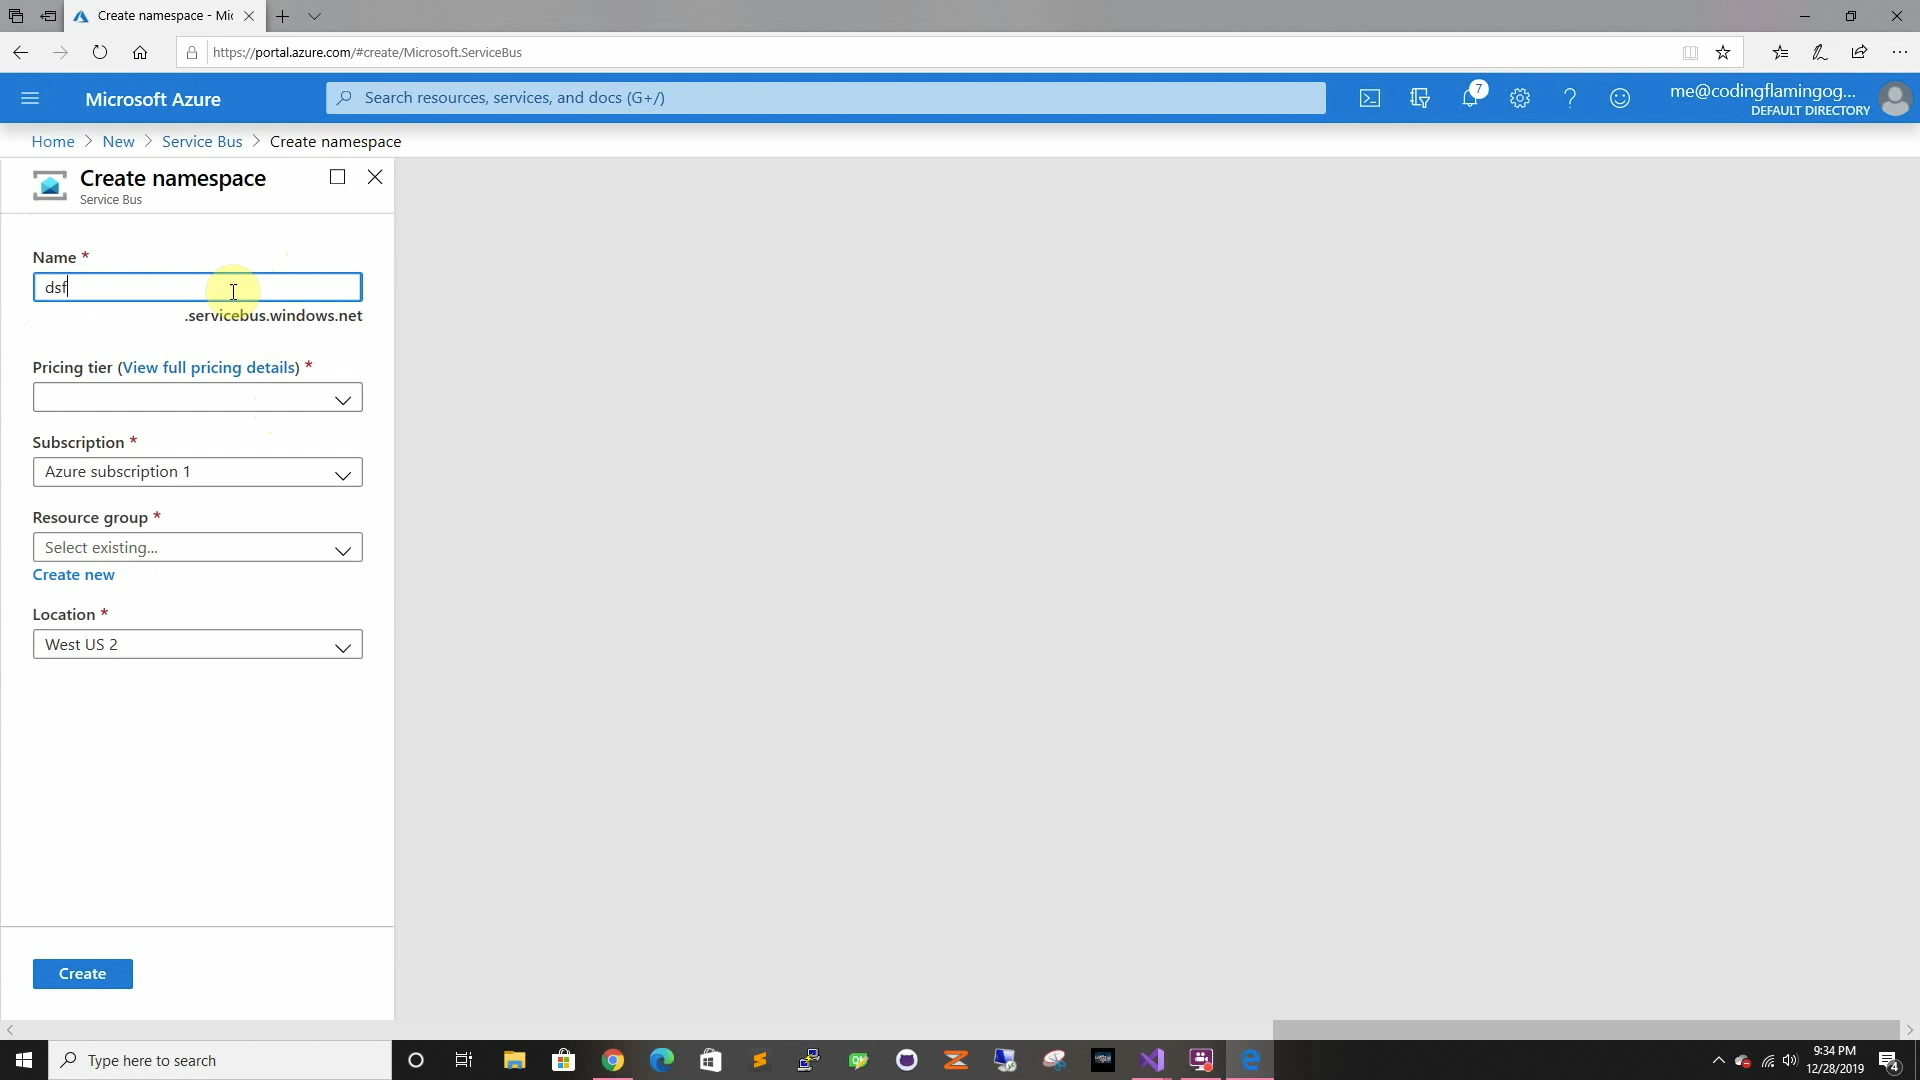 Create namespace - Mic
https://portal.azure.com/#create/Microsoft.ServiceBus
Microsoft Azure
Search resources, services, and docs (G+/)
7
me@codingflamingog...
DEFAULT DIRECTORY
Home > New > Service Bus > Create namespace
Create namespace
Service Bus
Name *
dsf
.servicebus.windows.net
Pricing tier (View full pricing details) *
Subscription *
Azure subscription 1
Resource group *
Select existing...
Create new
Location *
West US 2
Create
Type here to search
9:34 PM
12/28/2019
4